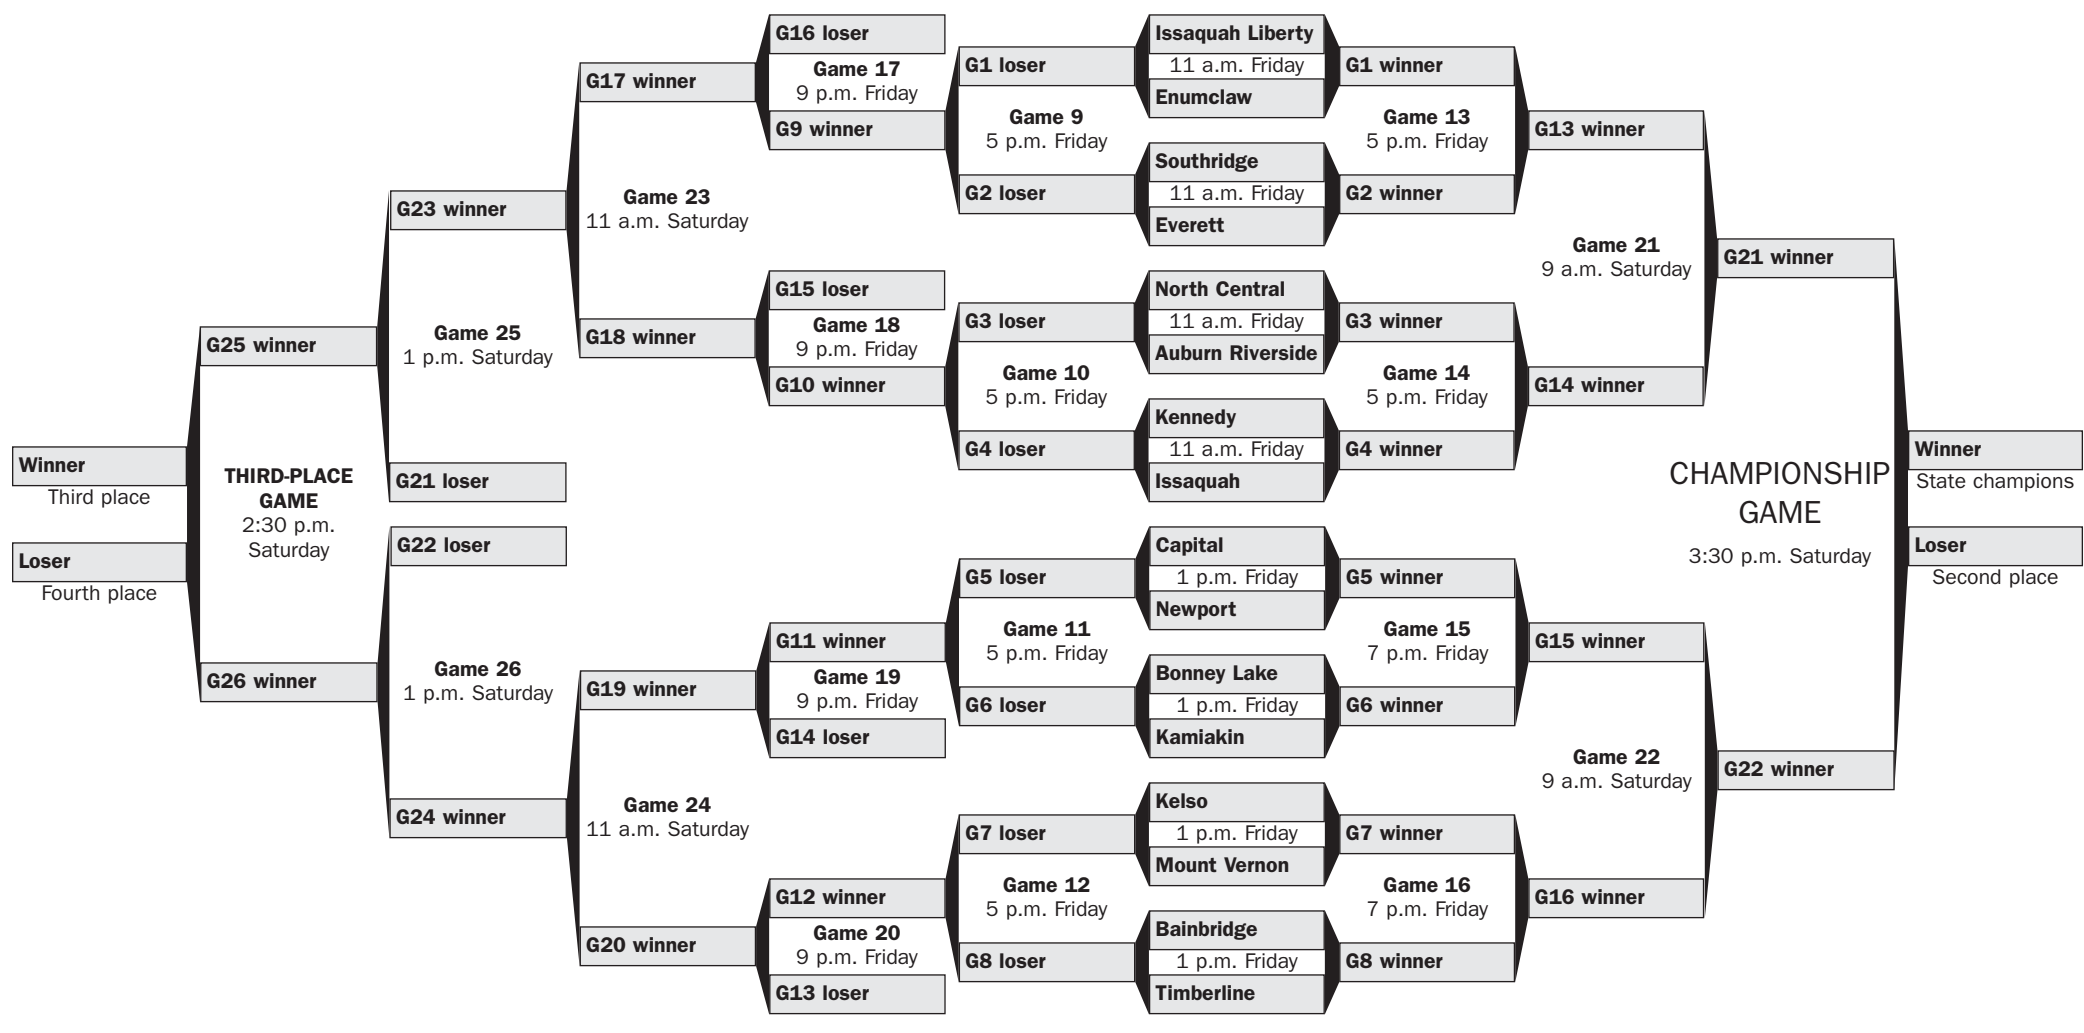 G16 loser
Game 17
9 p.m. Friday
G9 winner
G17 winner
Game 23
11 a.m. Saturday
G18 winner
G15 loser
Game 18
9 p.m. Friday
G10 winner
G23 winner
Game 25
1 p.m. Saturday
G21 loser
G25 winner
THIRD-PLACE
GAME
2:30 p.m.
Saturday
G26 winner
Winner
Third place
Loser
Fourth place
G22 loser
Game 26
1 p.m. Saturday
G24 winner
G19 winner
Game 24
11 a.m. Saturday
G20 winner
G11 winner
Game 19
9 p.m. Friday
G14 loser
G12 winner
Game 20
9 p.m. Friday
G13 loser
G1 loser
Game 9
5 p.m. Friday
G2 loser
G3 loser
Game 10
5 p.m. Friday
G4 loser
G5 loser
Game 11
5 p.m. Friday
G6 loser
G7 loser
Game 12
5 p.m. Friday
G8 loser
Issaquah Liberty
11 a.m. Friday
Enumclaw
Southridge
11 a.m. Friday
Everett
North Central
11 a.m. Friday
Auburn Riverside
Kennedy
11 a.m. Friday
Issaquah
Capital
1 p.m. Friday
Newport
Bonney Lake
1 p.m. Friday
Kamiakin
Kelso
1 p.m. Friday
Mount Vernon
Bainbridge
1 p.m. Friday
Timberline
G1 winner
Game 13
5 p.m. Friday
G2 winner
G3 winner
Game 14
5 p.m. Friday
G4 winner
G5 winner
Game 15
7 p.m. Friday
G6 winner
G7 winner
Game 16
7 p.m. Friday
G8 winner
G13 winner
Game 21
9 a.m. Saturday
G14 winner
G15 winner
Game 22
9 a.m. Saturday
G16 winner
G21 winner
CHAMPIONSHIP
GAME
3:30 p.m. Saturday
G22 winner
Winner
State champions
Loser
Second place